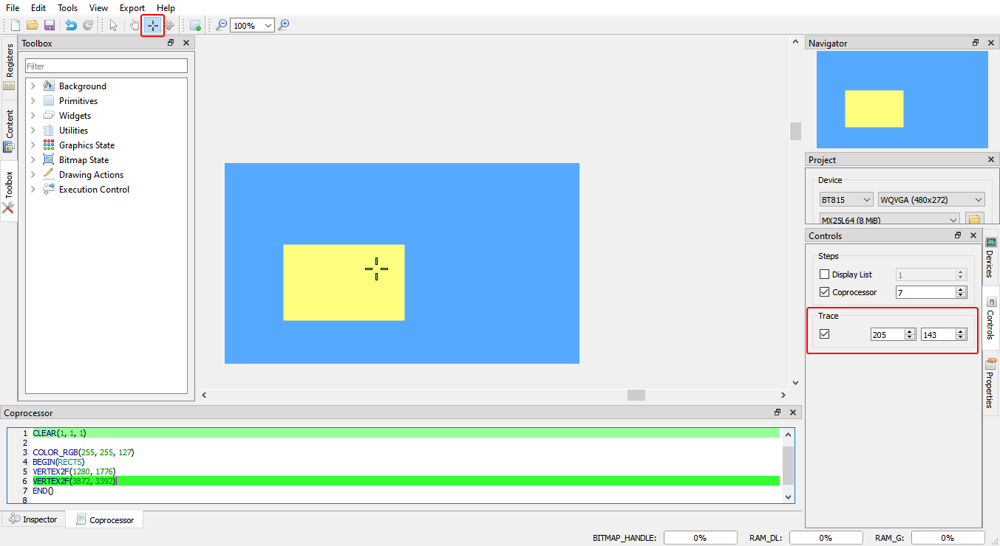 File Edit Tools View Export Help
100%
Registers
Content
Toolbox
Toolbox
Filter
Background
Primitives
Widgets
Utilities
Graphics State
Bitmap State
Drawing Actions
Execution Control
Navigator
Project
Device
BT815 WQVGA (480x272)
MX25L64 (8 MiB)
Controls
Steps
Display List 1
Coprocessor 7
Trace
205 143
Devices
Controls
Properties
Coprocessor
1 CLEAR(1, 1, 1)
2
3 COLOR_RGB(255, 255, 127)
4 BEGIN(RECTS)
5 VERTEX2F(1280, 1776)
6 VERTEX2F(3872, 3392)
7 END()
8
Inspector Coprocessor
BITMAP_HANDLE: 0% RAM_DL: 0% RAM_G: 0%